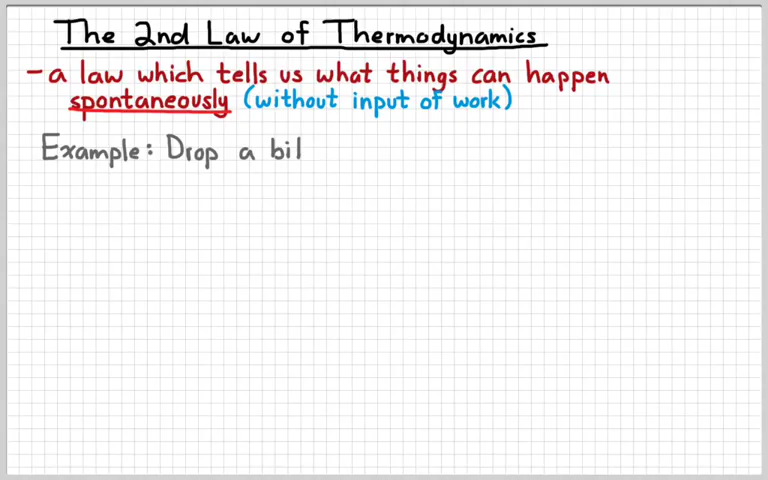 The 2nd Law of Thermodynamics
- a law which tells us what things can happen
spontaneously (without input of work)
Example: Drop a bil